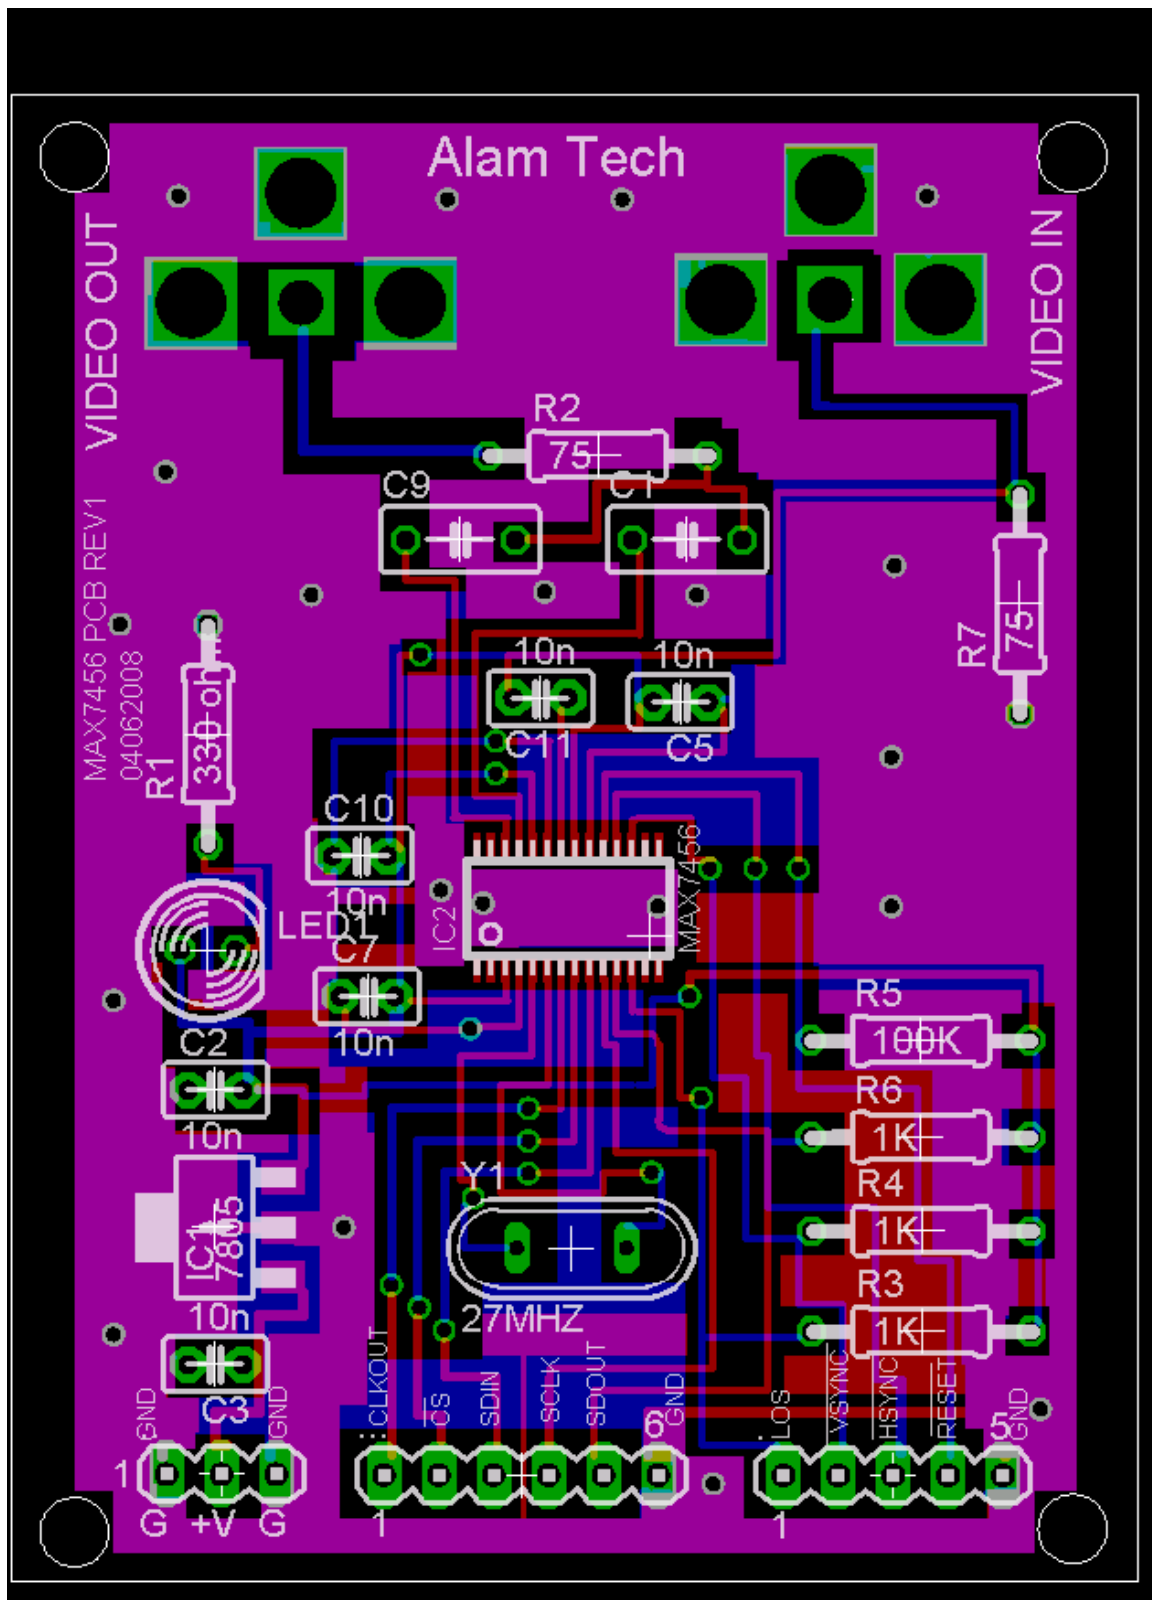 Alam Tech
VIDEO OUT
VIDEO IN
R2
75
C9
C1
MAX7456 PCB REV1
04062008
R7
75
10n
10n
C11
C5
R1
330 ohm
C10
10n
LED1
IC2
MAX7456
C7
10n
C2
10n
R5
100K
R6
1K
R4
1K
R3
1K
Y1
27MHZ
IC1
7805
10n
C3
GND
GND
CLKOUT
CS
SDIN
SCLK
SDOUT
GND
6
LOS
VSYNC
HSYNC
RESET
GND
5
1
G +V G
1
1